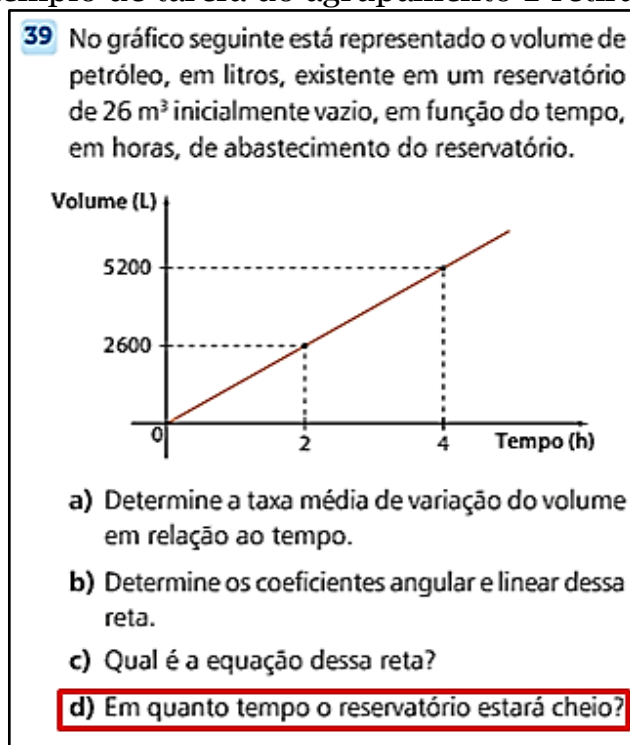 39 No gráfico seguinte está representado o volume de
petróleo, em litros, existente em um reservatório
de 26 m³ inicialmente vazio, em função do tempo,
em horas, de abastecimento do reservatório.
Volume (L)
5200
2600
0
2
4
Tempo (h)
a) Determine a taxa média de variação do volume
em relação ao tempo.
b) Determine os coeficientes angular e linear dessa
reta.
c) Qual é a equação dessa reta?
d) Em quanto tempo o reservatório estará cheio?